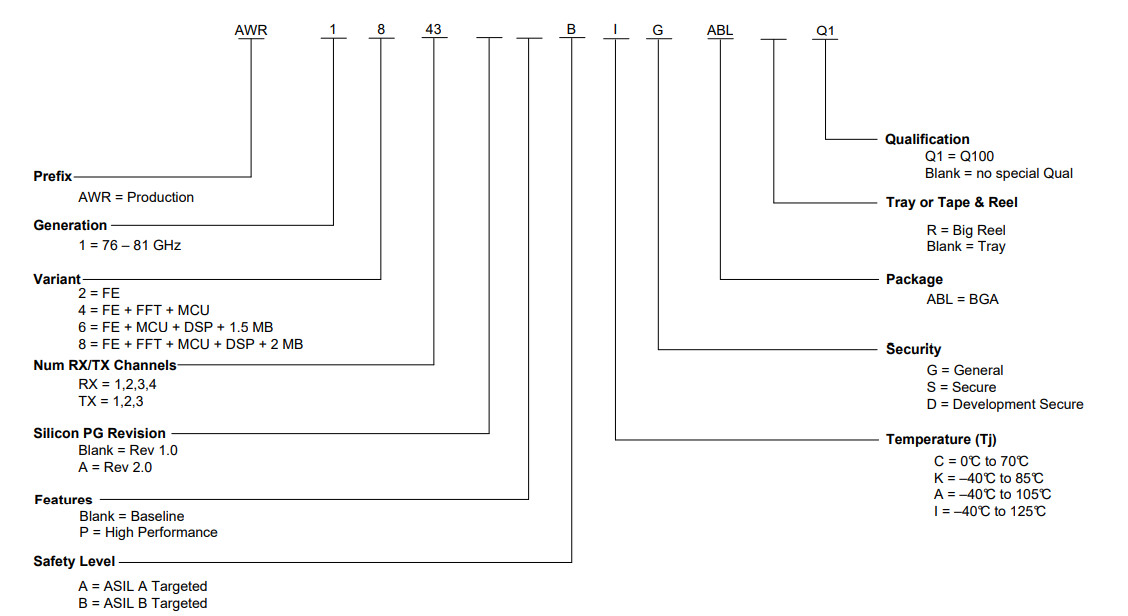 AWR 1 8 43 B I G ABL Q1
Prefix
AWR = Production
Generation
1 = 76 – 81 GHz
Variant
2 = FE
4 = FE + FFT + MCU
6 = FE + MCU + DSP + 1.5 MB
8 = FE + FFT + MCU + DSP + 2 MB
Num RX/TX Channels
RX = 1,2,3,4
TX = 1,2,3
Silicon PG Revision
Blank = Rev 1.0
A = Rev 2.0
Features
Blank = Baseline
P = High Performance
Safety Level
A = ASIL A Targeted
B = ASIL B Targeted
Qualification
Q1 = Q100
Blank = no special Qual
Tray or Tape & Reel
R = Big Reel
Blank = Tray
Package
ABL = BGA
Security
G = General
S = Secure
D = Development Secure
Temperature (Tj)
C = 0℃ to 70℃
K = –40℃ to 85℃
A = –40℃ to 105℃
I = –40℃ to 125℃